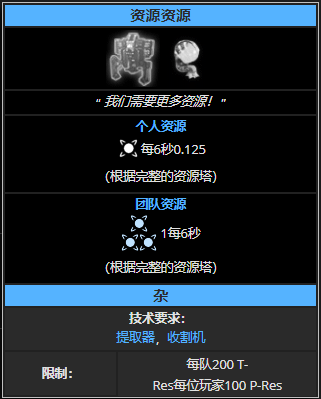 资源资源
“ 我们需要更多资源！ ”
个人资源
每6秒0.125
(根据完整的资源塔)
团队资源
1每6秒
(根据完整的资源塔)
杂
技术要求：
提取器，收割机
限制：
每队200 T-
Res每位玩家100 P-Res